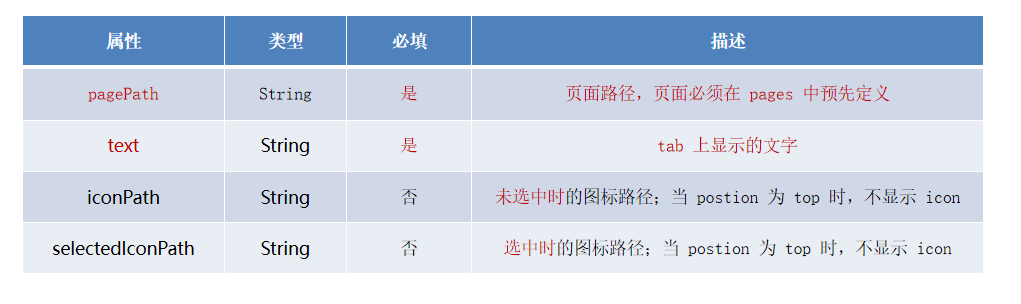 属性 类型 必填 描述
pagePath String 是 页面路径，页面必须在 pages 中预先定义
text String 是 tab 上显示的文字
iconPath String 否 未选中时的图标路径；当 postion 为 top 时，不显示 icon
selectedIconPath String 否 选中时的图标路径；当 postion 为 top 时，不显示 icon